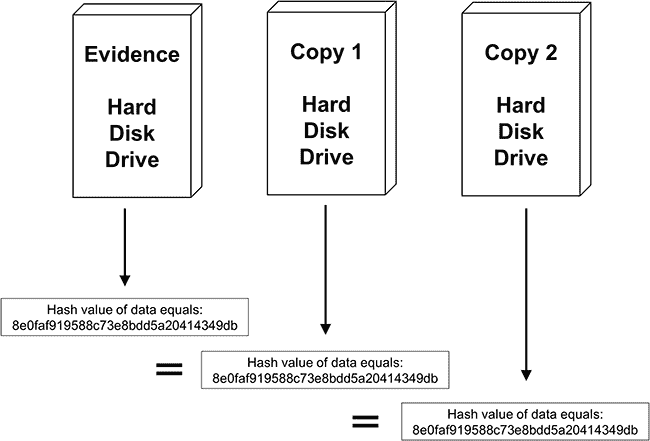 Evidence
Hard
Disk
Drive
Copy 1
Hard
Disk
Drive
Copy 2
Hard
Disk
Drive
Hash value of data equals:
8e0faf919588c73e8bdd5a20414349db
=
Hash value of data equals:
8e0faf919588c73e8bdd5a20414349db
=
Hash value of data equals:
8e0faf919588c73e8bdd5a20414349db